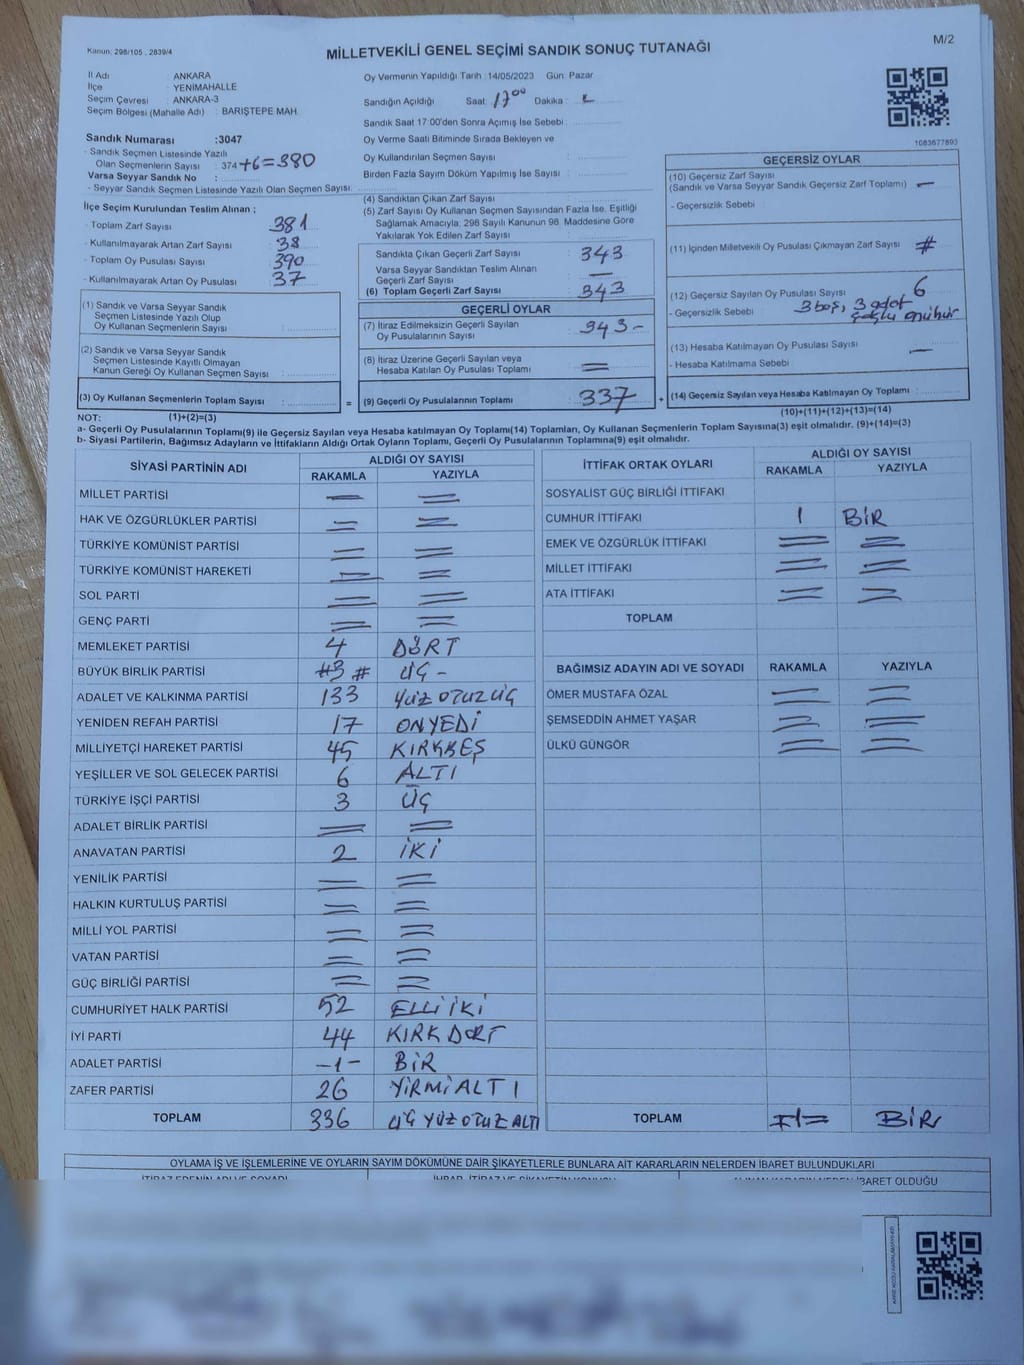 Kanun: 298/105 , 2839/4
MİLLETVEKİLİ GENEL SEÇİMİ SANDIK SONUÇ TUTANAĞI
M/2
İl Adı : ANKARA
İlçe : YENİMAHALLE
Seçim Çevresi : ANKARA-3
Seçim Bölgesi (Mahalle Adı) : BARIŞTEPE MAH.
Oy Vermenin Yapıldığı Tarih :14/05/2023 Gün: Pazar
Sandığın Açıldığı Saat: 17 00 Dakika :
Sandık Saat 17:00'den Sonra Açımış İse Sebebi :
Sandık Numarası :3047
- Sandık Seçmen Listesinde Yazılı
Olan Seçmenlerin Sayısı : 374 +6=380
Varsa Seyyar Sandık No :
- Seyyar Sandık Seçmen Listesinde Yazılı Olan Seçmen Sayısı:
Oy Verme Saati Bitiminde Sırada Bekleyen ve
Oy Kullandırılan Seçmen Sayısı :
Birden Fazla Sayım Döküm Yapılmış İse Sayısı :
1083677893
İlçe Seçim Kurulundan Teslim Alınan ;
- Toplam Zarf Sayısı : 381
- Kullanılmayarak Artan Zarf Sayısı : 38
- Toplam Oy Pusulası Sayısı : 390
- Kullanılmayarak Artan Oy Pusulası : 37
(1) Sandık ve Varsa Seyyar Sandık
Seçmen Listesinde Yazılı Olup
Oy Kullanan Seçmenlerin Sayısı :
(2) Sandık ve Varsa Seyyar Sandık
Seçmen Listesinde Kayıtlı Olmayan
Kanun Gereği Oy Kullanan Seçmen Sayısı :
(3) Oy Kullanan Seçmenlerin Toplam Sayısı :
(4) Sandıktan Çıkan Zarf Sayısı :
(5) Zarf Sayısı Oy Kullanan Seçmen Sayısından Fazla İse, Eşitliği
Sağlamak Amacıyla, 298 Sayılı Kanunun 98. Maddesine Göre
Yakılarak Yok Edilen Zarf Sayısı :
Sandıkta Çıkan Geçerli Zarf Sayısı : 343
Varsa Seyyar Sandıktan Teslim Alınan
Geçerli Zarf Sayısı : —
(6) Toplam Geçerli Zarf Sayısı : 343
GEÇERLİ OYLAR
(7) İtiraz Edilmeksizin Geçerli Sayılan
Oy Pusulalarının Sayısı : 943 -
(8) İtiraz Üzerine Geçerli Sayılan veya
Hesaba Katılan Oy Pusulası Toplamı : =
= (9) Geçerli Oy Pusulalarının Toplamı : 337 +
GEÇERSİZ OYLAR
(10) Geçersiz Zarf Sayısı
(Sandık ve Varsa Seyyar Sandık Geçersiz Zarf Toplamı) : —
- Geçersizlik Sebebi :
(11) İçinden Milletvekili Oy Pusulası Çıkmayan Zarf Sayısı : #
(12) Geçersiz Sayılan Oy Pusulası Sayısı : 6
- Geçersizlik Sebebi : 3 boş, 3 adet
mühür
(13) Hesaba Katılmayan Oy Pusulası Sayısı : —
- Hesaba Katılmama Sebebi :
(14) Geçersiz Sayılan veya Hesaba Katılmayan Oy Toplamı :
NOT: (1)+(2)=(3)
(10)+(11)+(12)+(13)=(14)
a- Geçerli Oy Pusulalarının Toplamı(9) ile Geçersiz Sayılan veya Hesaba katılmayan Oy Toplamı(14) Toplamları, Oy Kullanan Seçmenlerin Toplam Sayısına(3) eşit olmalıdır. (9)+(14)=(3)
b- Siyasi Partilerin, Bağımsız Adayların ve İttifakların Aldığı Ortak Oyların Toplamı, Geçerli Oy Pusulalarının Toplamına(9) eşit olmalıdır.
SİYASİ PARTİNİN ADI ALDIĞI OY SAYISI
RAKAMLA YAZIYLA
MİLLET PARTİSİ
HAK VE ÖZGÜRLÜKLER PARTİSİ = =
TÜRKİYE KOMÜNİST PARTİSİ = =
TÜRKİYE KOMÜNİST HAREKETİ = =
SOL PARTİ = =
GENÇ PARTİ = =
MEMLEKET PARTİSİ 4 DÖRT
BÜYÜK BİRLİK PARTİSİ #3 # ÜÇ -
ADALET VE KALKINMA PARTİSİ 133 YÜZ OTUZ ÜÇ
YENİDEN REFAH PARTİSİ 17 ONYEDİ
MİLLİYETÇİ HAREKET PARTİSİ 45 KIRKBEŞ
YEŞİLLER VE SOL GELECEK PARTİSİ 6 ALTI
TÜRKİYE İŞÇİ PARTİSİ 3 ÜÇ
ADALET BİRLİK PARTİSİ = =
ANAVATAN PARTİSİ 2 İKİ
YENİLİK PARTİSİ = =
HALKIN KURTULUŞ PARTİSİ = =
MİLLİ YOL PARTİSİ = =
VATAN PARTİSİ = =
GÜÇ BİRLİĞİ PARTİSİ = =
CUMHURİYET HALK PARTİSİ 52 ELLİ İKİ
İYİ PARTİ 44 KIRK DÖRT
ADALET PARTİSİ -1- BİR
ZAFER PARTİSİ 26 YİRMİ ALTI
TOPLAM 336 ÜÇ YÜZ OTUZ ALTI
İTTİFAK ORTAK OYLARI ALDIĞI OY SAYISI
RAKAMLA YAZIYLA
SOSYALİST GÜÇ BİRLİĞİ İTTİFAKI
CUMHUR İTTİFAKI 1 BİR
EMEK VE ÖZGÜRLÜK İTTİFAKI = =
MİLLET İTTİFAKI = =
ATA İTTİFAKI = =
TOPLAM
BAĞIMSIZ ADAYIN ADI VE SOYADI RAKAMLA YAZIYLA
ÖMER MUSTAFA ÖZAL = =
ŞEMSEDDİN AHMET YAŞAR = =
ÜLKÜ GÜNGÖR = =
TOPLAM =1= BİR
OYLAMA İŞ VE İŞLEMLERİNE VE OYLARIN SAYIM DÖKÜMÜNE DAİR ŞİKAYETLERLE BUNLARA AİT KARARLARIN NELERDEN İBARET BULUNDUKLARI
İTİRAZ EDENİN ADI VE SOYADI İHBAR, İTİRAZ VE ŞİKAYETİN KONUSU İBARET OLDUĞU